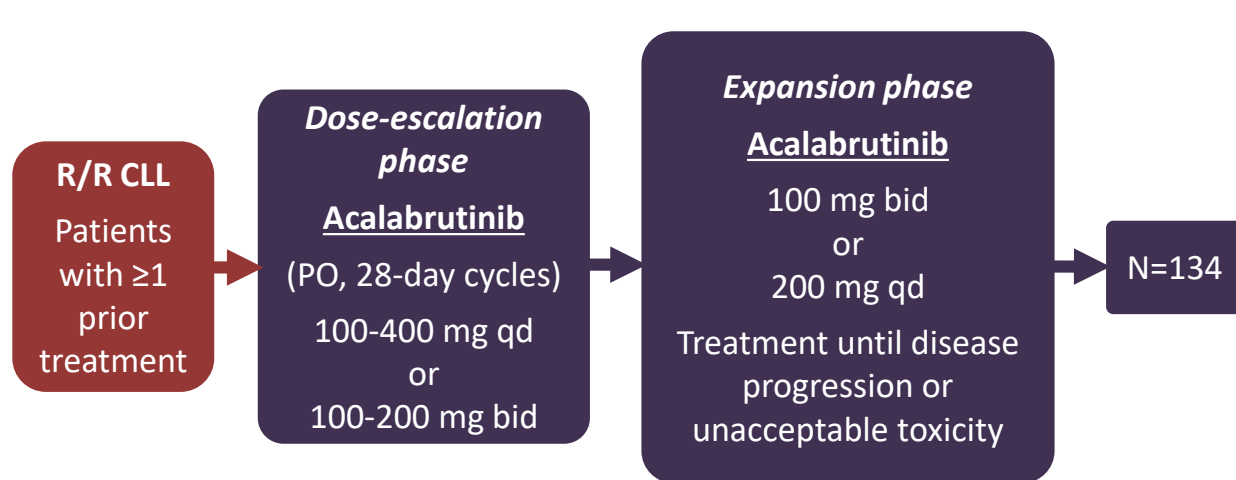 R/R CLL
Patients
with ≥1
prior
treatment
Dose-escalation
phase
Acalabrutinib
(PO, 28-day cycles)
100-400 mg qd
or
100-200 mg bid
Expansion phase
Acalabrutinib
100 mg bid
or
200 mg qd
Treatment until disease
progression or
unacceptable toxicity
N=134